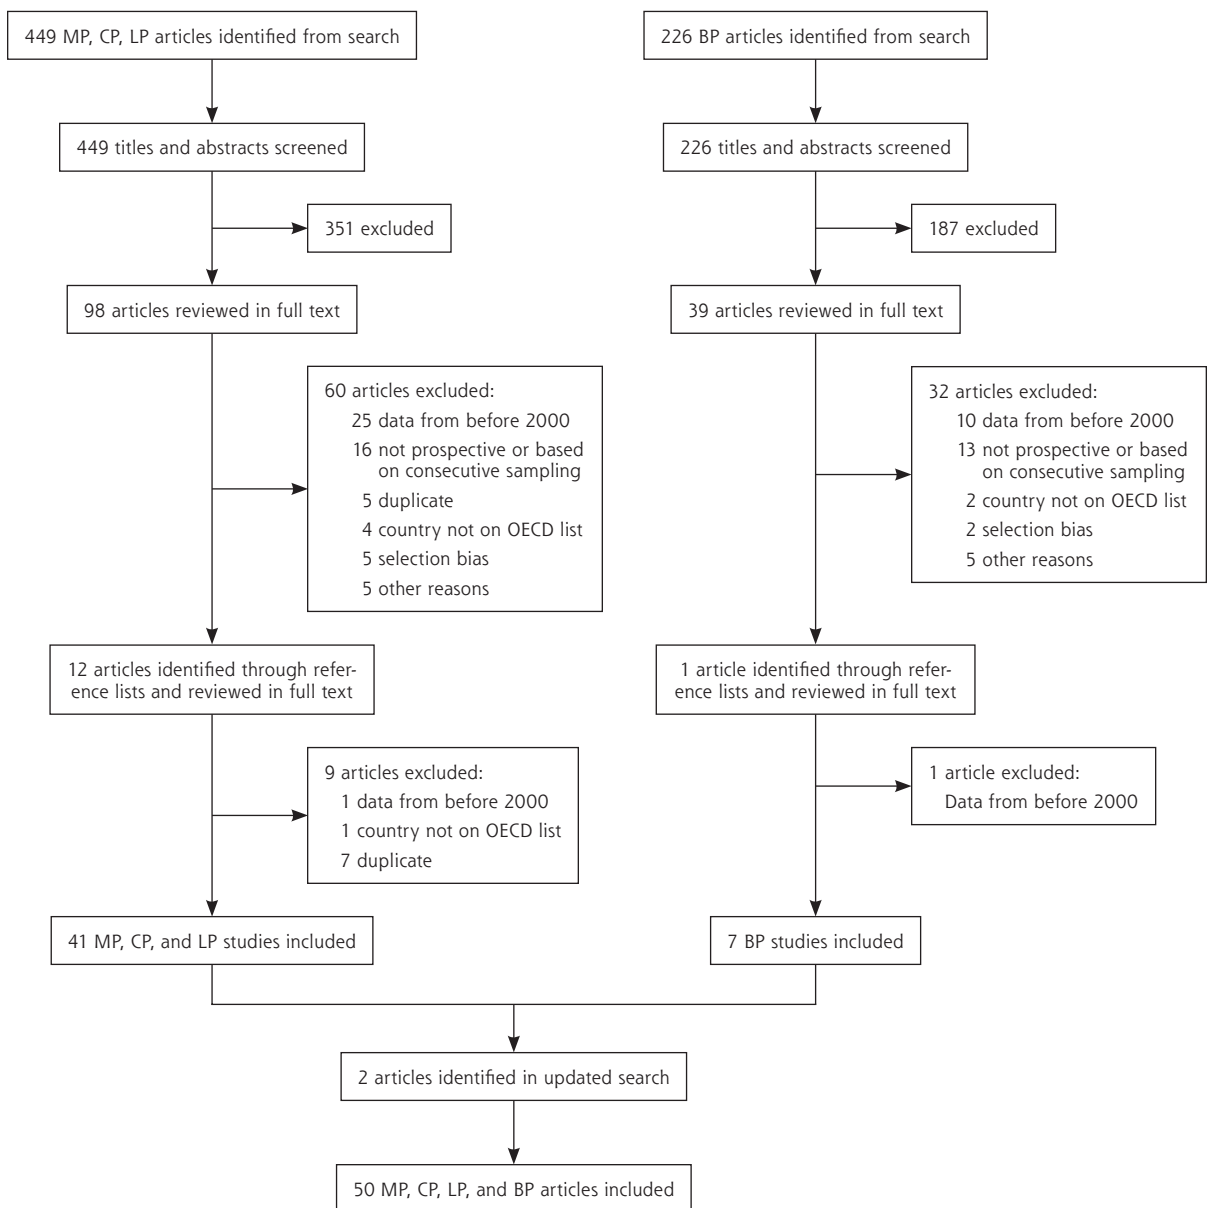 449 MP, CP, LP articles identified from search
449 titles and abstracts screened
351 excluded
98 articles reviewed in full text
60 articles excluded:
25 data from before 2000
16 not prospective or based
on consecutive sampling
5 duplicate
4 country not on OECD list
5 selection bias
5 other reasons
12 articles identified through refer-
ence lists and reviewed in full text
9 articles excluded:
1 data from before 2000
1 country not on OECD list
7 duplicate
41 MP, CP, and LP studies included
226 BP articles identified from search
226 titles and abstracts screened
187 excluded
39 articles reviewed in full text
32 articles excluded:
10 data from before 2000
13 not prospective or based
on consecutive sampling
2 country not on OECD list
2 selection bias
5 other reasons
1 article identified through refer-
ence lists and reviewed in full text
1 article excluded:
Data from before 2000
7 BP studies included
2 articles identified in updated search
50 MP, CP, LP, and BP articles included